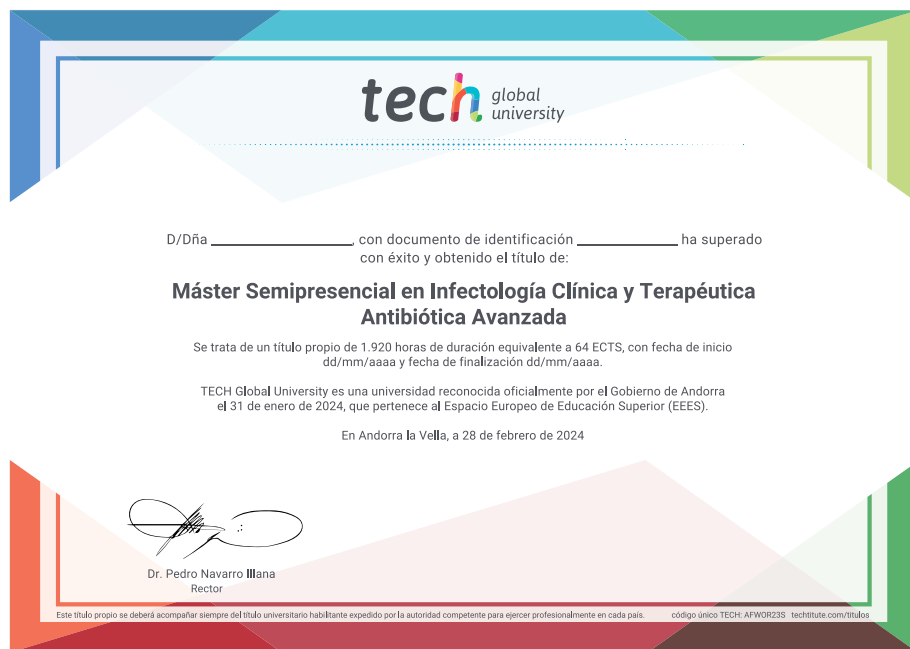 tech global
university
D/Dña ______________, con documento de identificación ____________ ha superado
con éxito y obtenido el título de:
Máster Semipresencial en Infectología Clínica y Terapéutica
Antibiótica Avanzada
Se trata de un título propio de 1.920 horas de duración equivalente a 64 ECTS, con fecha de inicio
dd/mm/aaaa y fecha de finalización dd/mm/aaaa.
TECH Global University es una universidad reconocida oficialmente por el Gobierno de Andorra
el 31 de enero de 2024, que pertenece al Espacio Europeo de Educación Superior (EEES).
En Andorra la Vella, a 28 de febrero de 2024
Dr. Pedro Navarro Illana
Rector
Este título propio se deberá acompañar siempre del título universitario habilitante expedido por la autoridad competente para ejercer profesionalmente en cada país. código único TECH: AFWOR23S techtitute.com/titulos